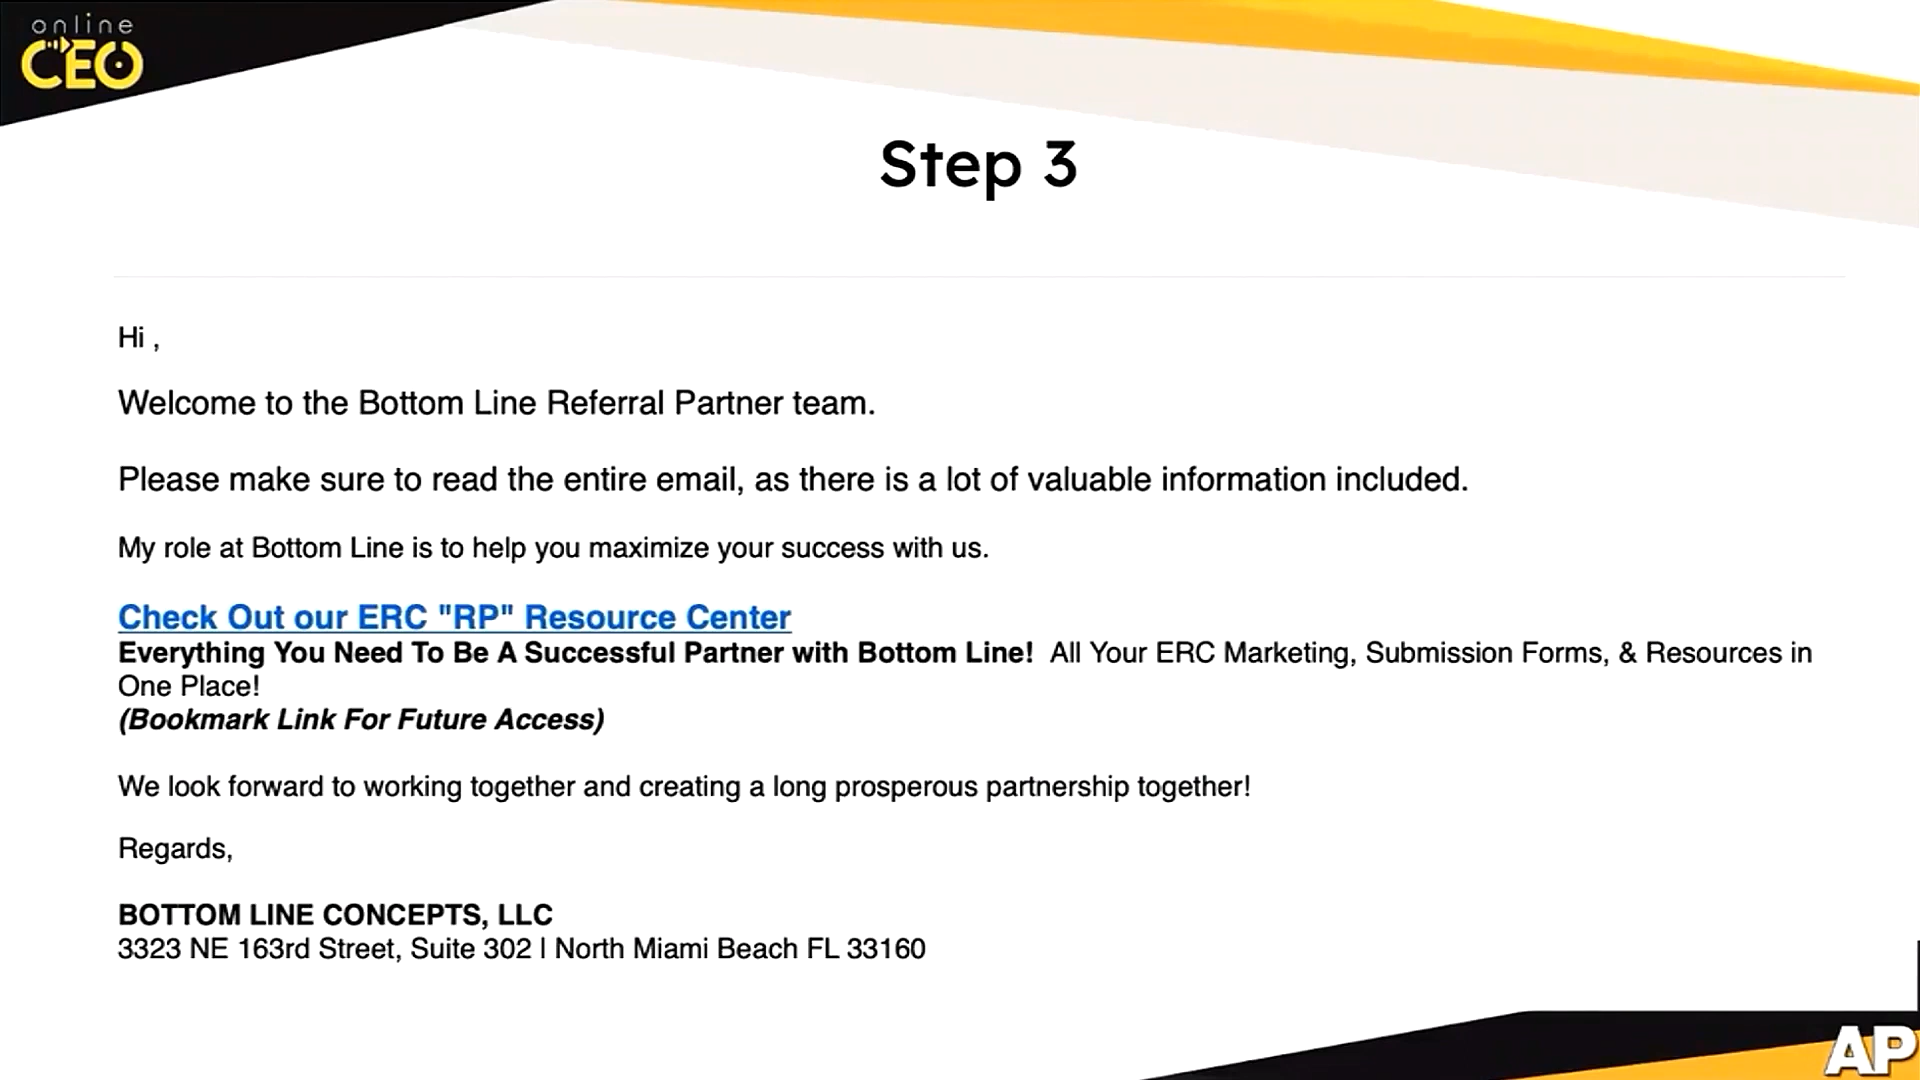 online
CEO
Step 3
Hi ,
Welcome to the Bottom Line Referral Partner team.
Please make sure to read the entire email, as there is a lot of valuable information included.
My role at Bottom Line is to help you maximize your success with us.
Check Out our ERC "RP" Resource Center
Everything You Need To Be A Successful Partner with Bottom Line!  All Your ERC Marketing, Submission Forms, & Resources in
One Place!
(Bookmark Link For Future Access)
We look forward to working together and creating a long prosperous partnership together!
Regards,
BOTTOM LINE CONCEPTS, LLC
3323 NE 163rd Street, Suite 302 | North Miami Beach FL 33160
AP